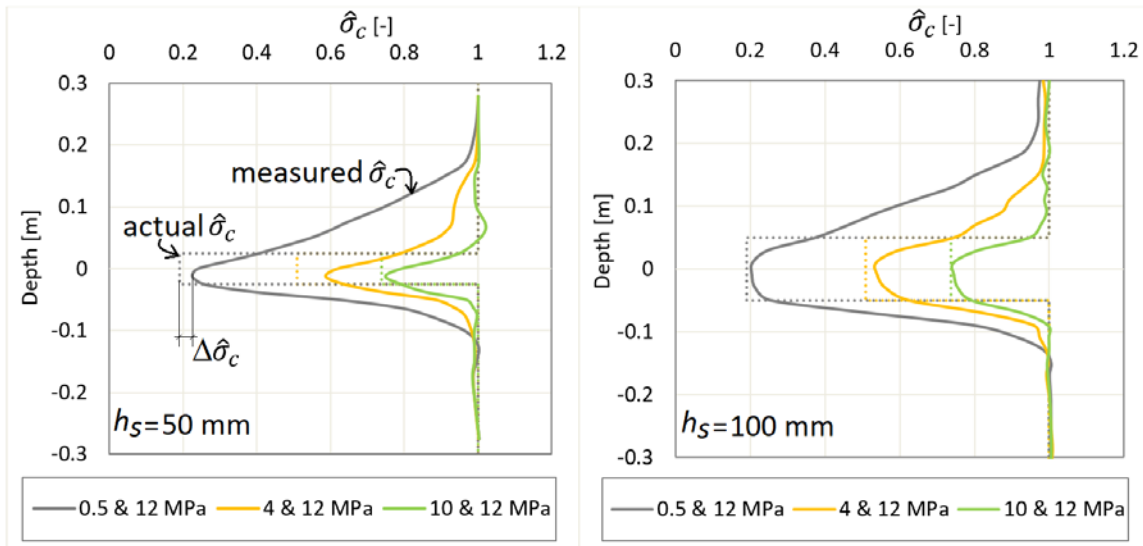 σ̂c [-]
0 0.2 0.4 0.6 0.8 1 1.2
0.3
0.2
0.1
0
-0.1
-0.2
-0.3
Depth [m]
measured σ̂c
actual σ̂c
Δσ̂c
hs=50 mm
0.5 & 12 MPa 4 & 12 MPa 10 & 12 MPa
σ̂c [-]
0 0.2 0.4 0.6 0.8 1 1.2
0.3
0.2
0.1
0
-0.1
-0.2
-0.3
Depth [m]
hs=100 mm
0.5 & 12 MPa 4 & 12 MPa 10 & 12 MPa